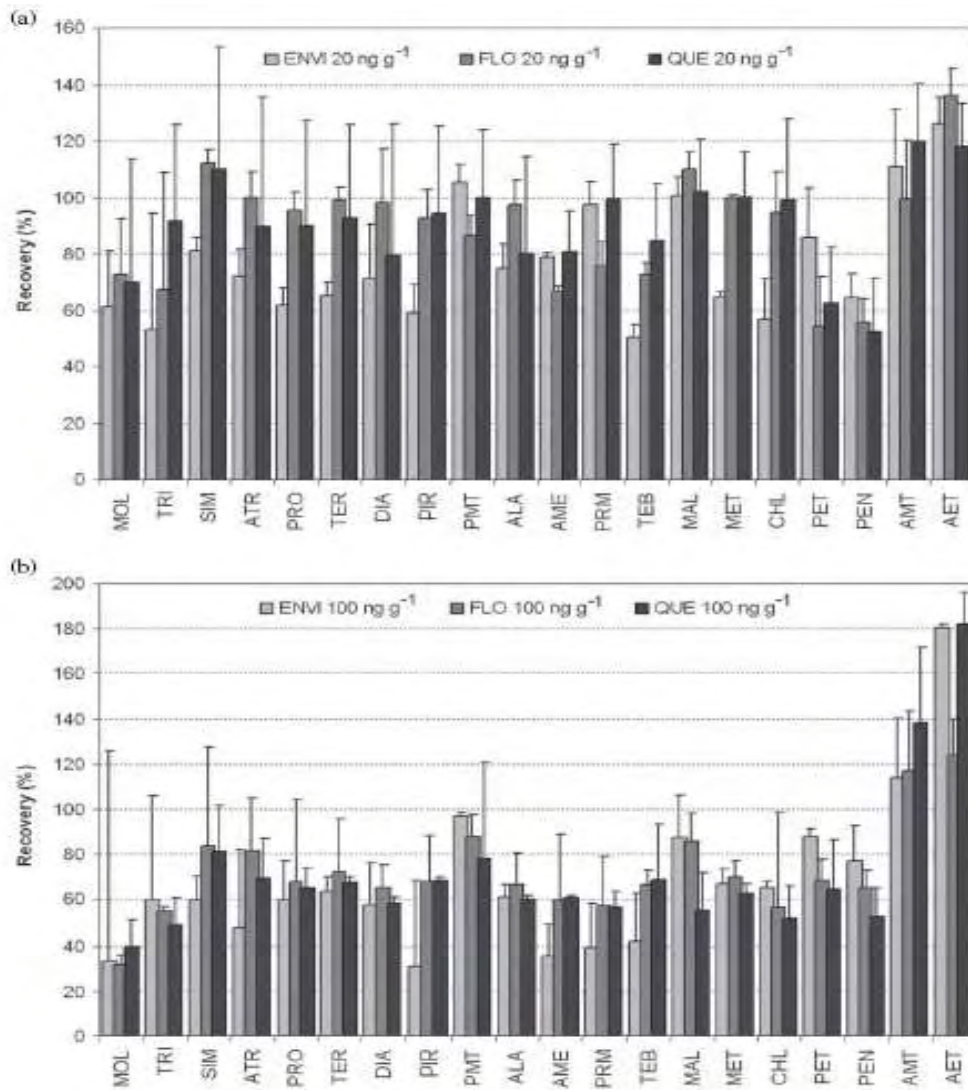 (a)
160
140
120
100
80
60
40
20
0
Recovery (%)
ENVI 20 ng g⁻¹ FLO 20 ng g⁻¹ QUE 20 ng g⁻¹
MOL TRI SIM ATR PRO TER DIA PIR PMT ALA AME PRM TEB MAL MET CHL PET PEN AMT AET
(b)
200
180
160
140
120
100
80
60
40
20
0
Recovery (%)
ENVI 100 ng g⁻¹ FLO 100 ng g⁻¹ QUE 100 ng g⁻¹
MOL TRI SIM ATR PRO TER DIA PIR PMT ALA AME PRM TEB MAL MET CHL PET PEN AMT AET